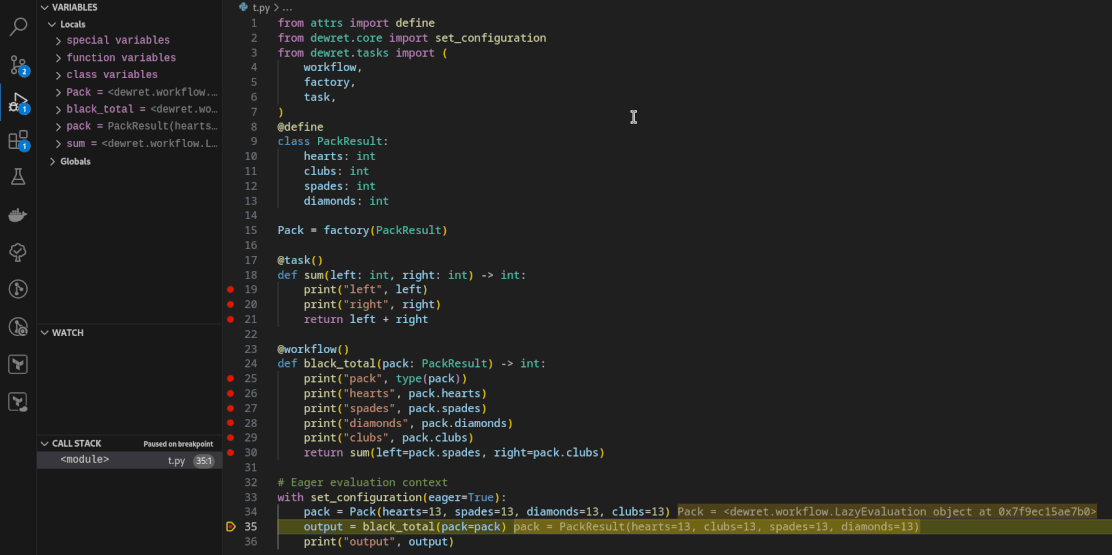 VARIABLES
Locals
special variables
function variables
class variables
Pack = <dewret.workflow....
black_total = <dewret.wo...
pack = PackResult(hearts...
sum = <dewret.workflow.L...
Globals
WATCH
CALL STACK Paused on breakpoint
<module> t.py 35:1
2
1
1
t.py > ...
1 from attrs import define
2 from dewret.core import set_configuration
3 from dewret.tasks import (
4 workflow,
5 factory,
6 task,
7 )
8 @define
9 class PackResult:
10 hearts: int
11 clubs: int
12 spades: int
13 diamonds: int
14
15 Pack = factory(PackResult)
16
17 @task()
18 def sum(left: int, right: int) -> int:
19 print("left", left)
20 print("right", right)
21 return left + right
22
23 @workflow()
24 def black_total(pack: PackResult) -> int:
25 print("pack", type(pack))
26 print("hearts", pack.hearts)
27 print("spades", pack.spades)
28 print("diamonds", pack.diamonds)
29 print("clubs", pack.clubs)
30 return sum(left=pack.spades, right=pack.clubs)
31
32 # Eager evaluation context
33 with set_configuration(eager=True):
34 pack = Pack(hearts=13, spades=13, diamonds=13, clubs=13) Pack = <dewret.workflow.LazyEvaluation object at 0x7f9ec15ae7b0>
35 output = black_total(pack=pack) pack = PackResult(hearts=13, clubs=13, spades=13, diamonds=13)
36 print("output", output)